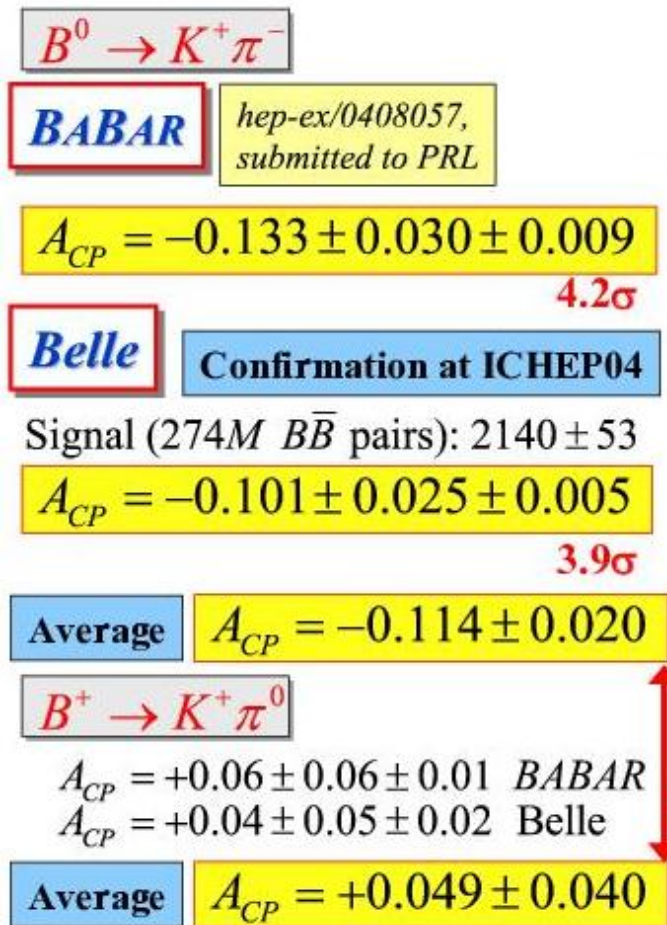 B⁰ → K⁺π⁻
BABAR
hep-ex/0408057,
submitted to PRL
A_CP = −0.133 ± 0.030 ± 0.009
4.2σ
Belle
Confirmation at ICHEP04
Signal (274M BB̅ pairs): 2140 ± 53
A_CP = −0.101 ± 0.025 ± 0.005
3.9σ
Average A_CP = −0.114 ± 0.020
B⁺ → K⁺π⁰
A_CP = +0.06 ± 0.06 ± 0.01 BABAR
A_CP = +0.04 ± 0.05 ± 0.02 Belle
Average A_CP = +0.049 ± 0.040